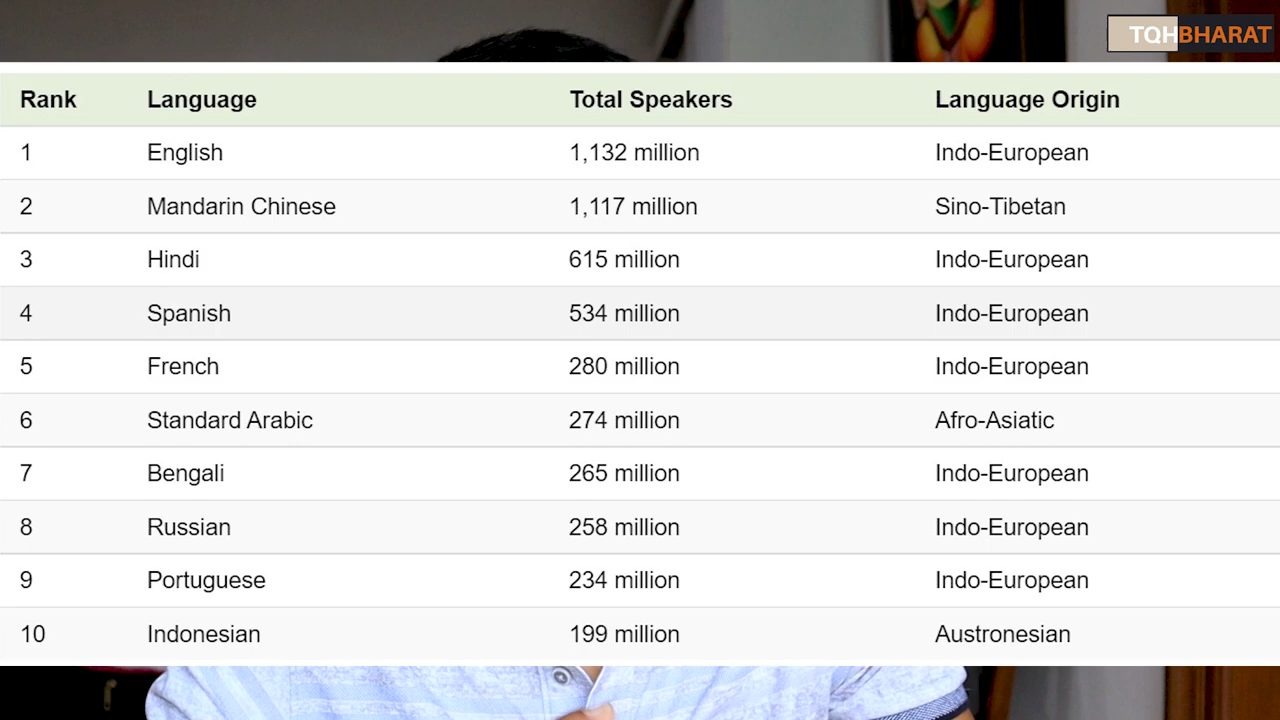 TQHBHARAT
Rank Language Total Speakers Language Origin
1 English 1,132 million Indo-European
2 Mandarin Chinese 1,117 million Sino-Tibetan
3 Hindi 615 million Indo-European
4 Spanish 534 million Indo-European
5 French 280 million Indo-European
6 Standard Arabic 274 million Afro-Asiatic
7 Bengali 265 million Indo-European
8 Russian 258 million Indo-European
9 Portuguese 234 million Indo-European
10 Indonesian 199 million Austronesian